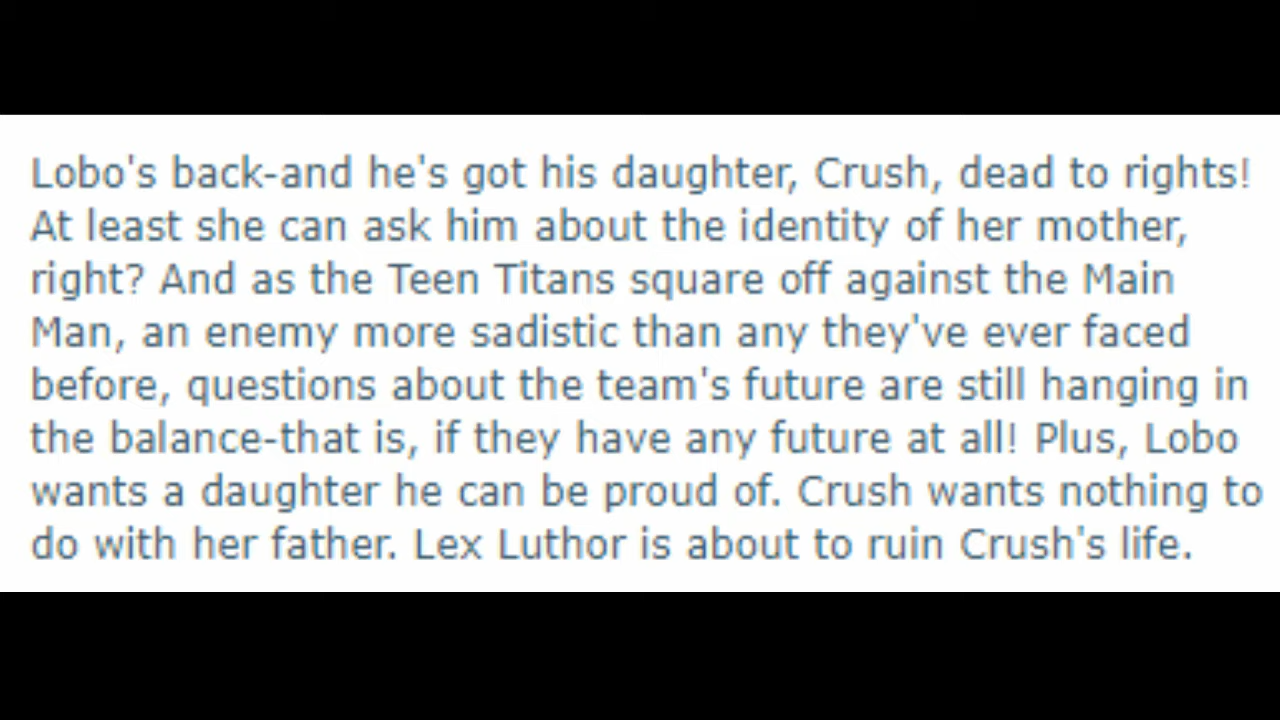 Lobo's back-and he's got his daughter, Crush, dead to rights!
At least she can ask him about the identity of her mother,
right? And as the Teen Titans square off against the Main
Man, an enemy more sadistic than any they've ever faced
before, questions about the team's future are still hanging in
the balance-that is, if they have any future at all! Plus, Lobo
wants a daughter he can be proud of. Crush wants nothing to
do with her father. Lex Luthor is about to ruin Crush's life.